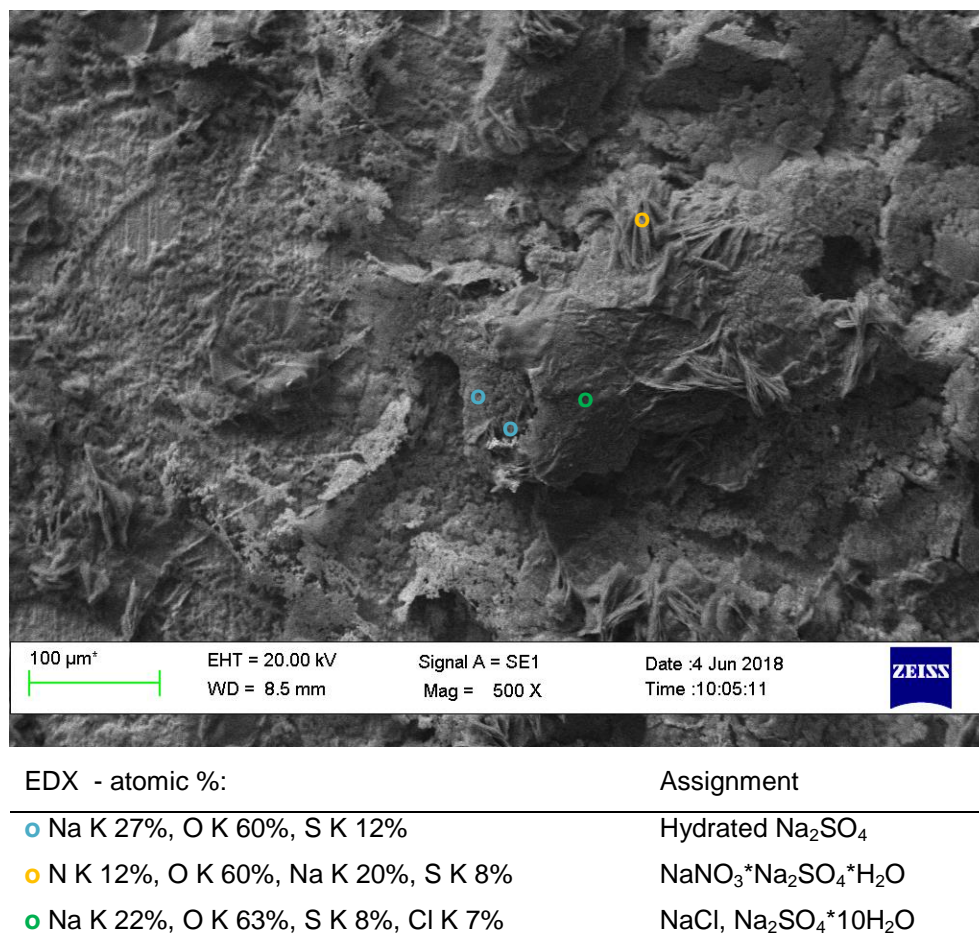 100 µm*
EHT = 20.00 kV
Signal A = SE1
Date :4 Jun 2018
ZEISS
WD = 8.5 mm
Mag = 500 X
Time :10:05:11
EDX - atomic %:
Assignment
o Na K 27%, O K 60%, S K 12%
Hydrated Na₂SO₄
o N K 12%, O K 60%, Na K 20%, S K 8%
NaNO₃*Na₂SO₄*H₂O
o Na K 22%, O K 63%, S K 8%, Cl K 7%
NaCl, Na₂SO₄*10H₂O